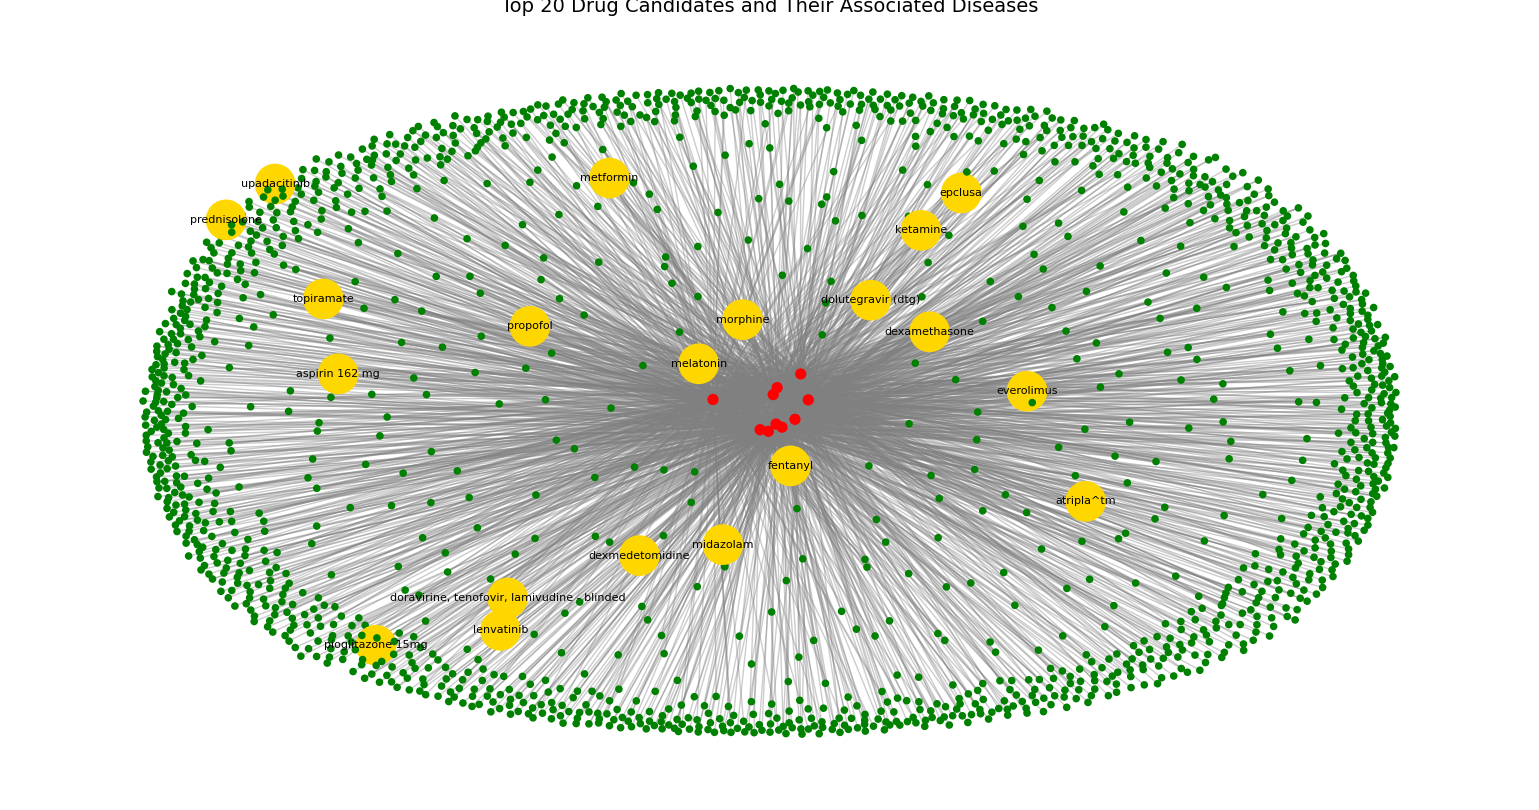 Top 20 Drug Candidates and Their Associated Diseases
metformin
upadacitinib
epclusa
prednisolone
ketamine
topiramate
dolutegravir (dtg)
morphine
propofol
dexamethasone
melatonin
aspirin 162 mg
everolimus
fentanyl
atripla^tm
midazolam
dexmedetomidine
doravirine, tenofovir, lamivudine - blinded
lenvatinib
pioglitazone 15mg